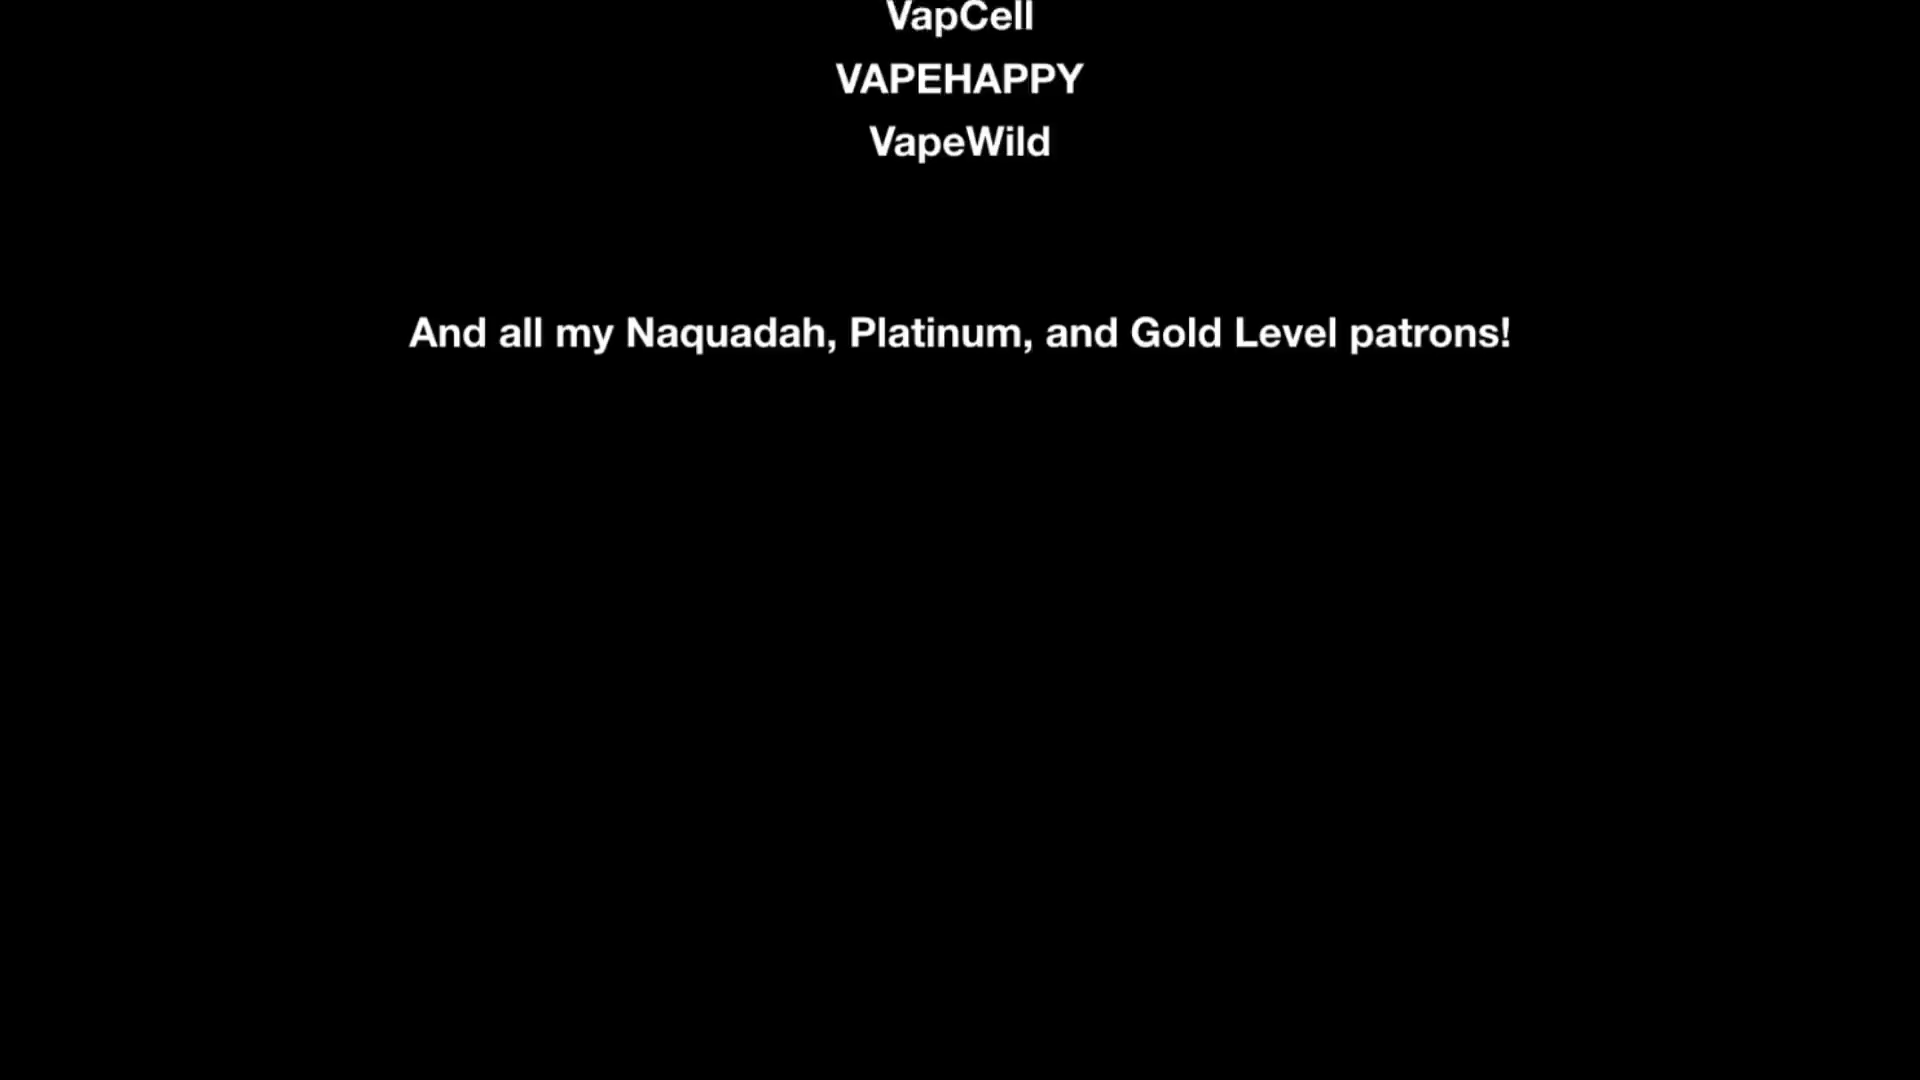 VapCell
VAPEHAPPY
VapeWild
And all my Naquadah, Platinum, and Gold Level patrons!